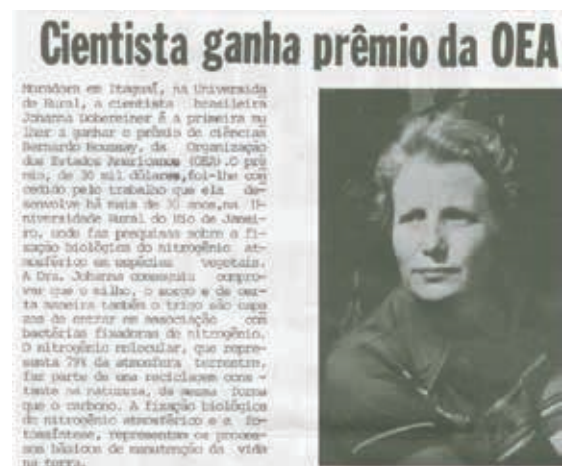 Cientista ganha prêmio da OEA
Moradora em Itaguaí, na Universida
de Rural, a cientista brasileira
Johanna Dobereiner é a primeira mu
lher a ganhar o prêmio de ciências
Bernardo Houssay, da Organização
dos Estados Americanos (OEA).O prê
mio, de 30 mil dólares,foi-lhe con
cedido pelo trabalho que ela de-
senvolve há mais de 30 anos,na U-
niversidade Rural do Rio de Janei-
ro, onde faz pesquisas sobre a fi-
xação biológica do nitrogênio at-
mosférico em espécies vegetais.
A Dra. Johanna conseguiu compro-
var que o milho, o sorgo e de cer-
ta maneira também o trigo são capa
zes de entrar em associação com
bactérias fixadoras de nitrogênio.
O nitrogênio molecular, que repre-
senta 79% da atmosfera terrestre,
faz parte de uma reciclagem cons -
tante na natureza, da mesma forma
que o carbono. A fixação biológica
do nitrogênio atmosférico e a fo-
tossíntese, representam os proces-
sos básicos de manutenção da vida
na terra.